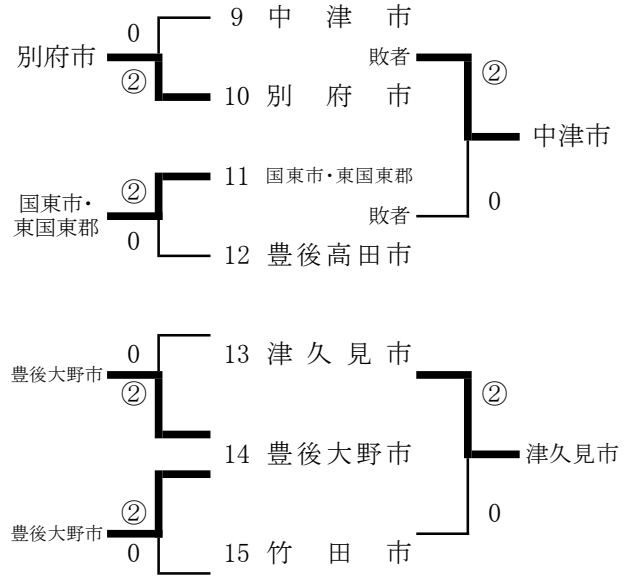 0
9 中津市
別府市
敗者
②
②
10 別府市
中津市
②
11 国東市・東国東郡
国東市・
東国東郡
敗者
0
0
12 豊後高田市
0
13 津久見市
豊後大野市
②
②
14 豊後大野市
津久見市
②
0
豊後大野市
0
15 竹田市